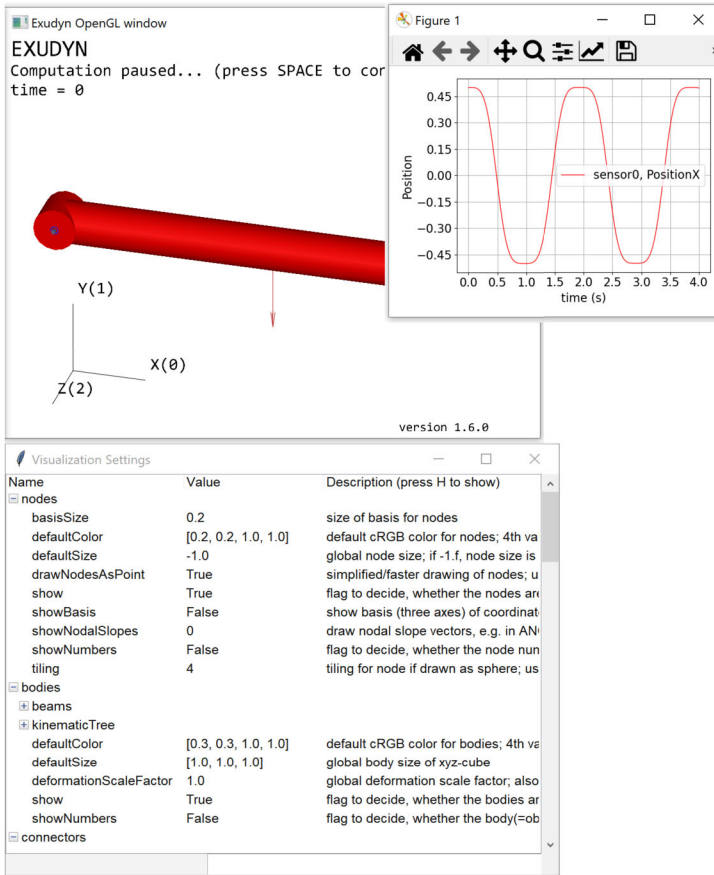 Exudyn OpenGL window
EXUDYN
Computation paused... (press SPACE to con
time = 0
Y(1)
X(0)
Z(2)
version 1.6.0
Figure 1
Position
0.45
0.30
0.15
0.00
−0.15
−0.30
−0.45
sensor0, PositionX
0.0 0.5 1.0 1.5 2.0 2.5 3.0 3.5 4.0
time (s)
Visualization Settings
Name Value Description (press H to show)
nodes
basisSize 0.2 size of basis for nodes
defaultColor [0.2, 0.2, 1.0, 1.0] default cRGB color for nodes; 4th va
defaultSize -1.0 global node size; if -1.f, node size is
drawNodesAsPoint True simplified/faster drawing of nodes; u
show True flag to decide, whether the nodes are
showBasis False show basis (three axes) of coordinat
showNodalSlopes 0 draw nodal slope vectors, e.g. in AN
showNumbers False flag to decide, whether the node num
tiling 4 tiling for node if drawn as sphere; us
bodies
beams
kinematicTree
defaultColor [0.3, 0.3, 1.0, 1.0] default cRGB color for bodies; 4th va
defaultSize [1.0, 1.0, 1.0] global body size of xyz-cube
deformationScaleFactor 1.0 global deformation scale factor; also
show True flag to decide, whether the bodies ar
showNumbers False flag to decide, whether the body(=ob
connectors